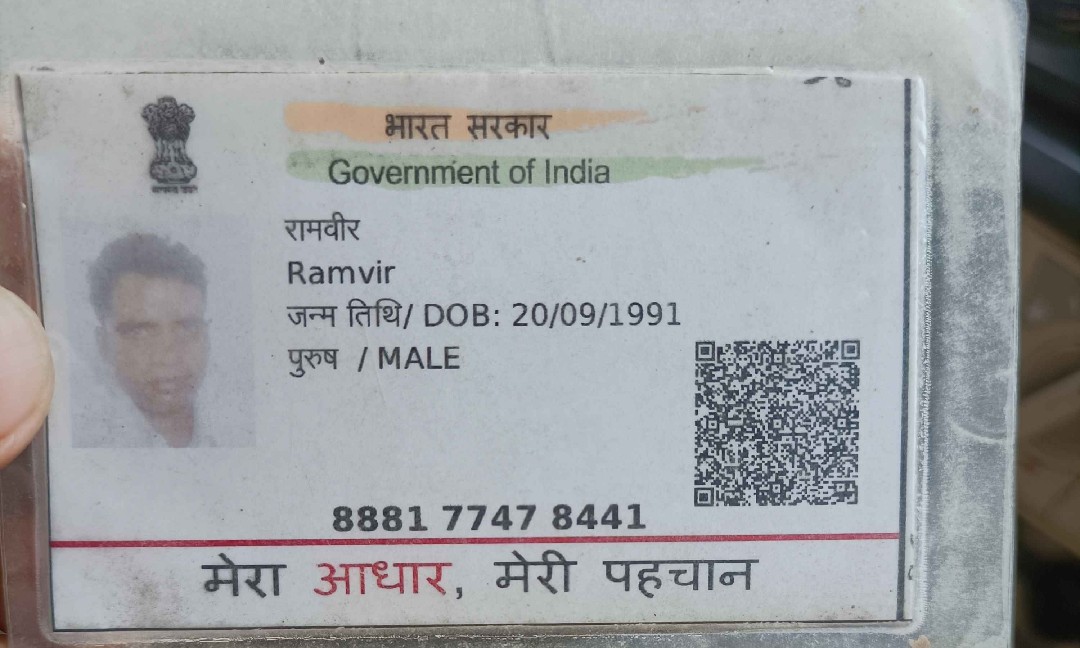 भारत सरकार
Government of India
रामवीर
Ramvir
जन्म तिथि/ DOB: 20/09/1991
पुरुष / MALE
8881 7747 8441
मेरा आधार, मेरी पहचान